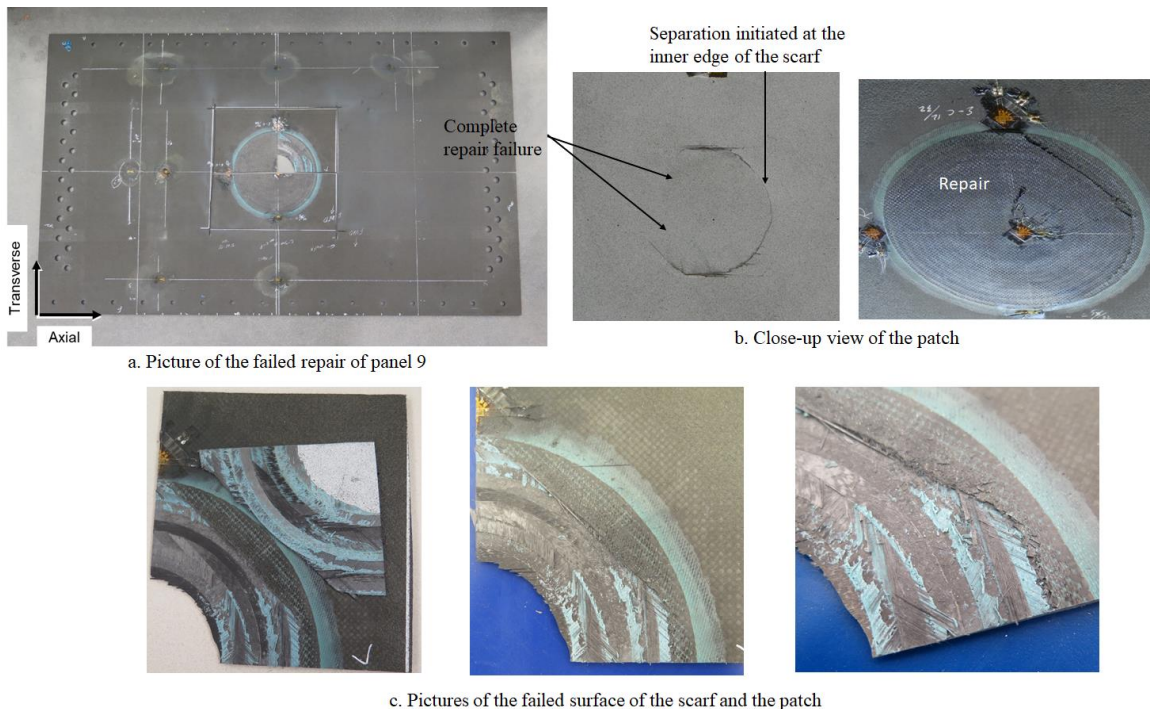 Separation initiated at the
inner edge of the scarf
Complete
repair failure
Repair
Transverse
Axial
a. Picture of the failed repair of panel 9
b. Close-up view of the patch
c. Pictures of the failed surface of the scarf and the patch